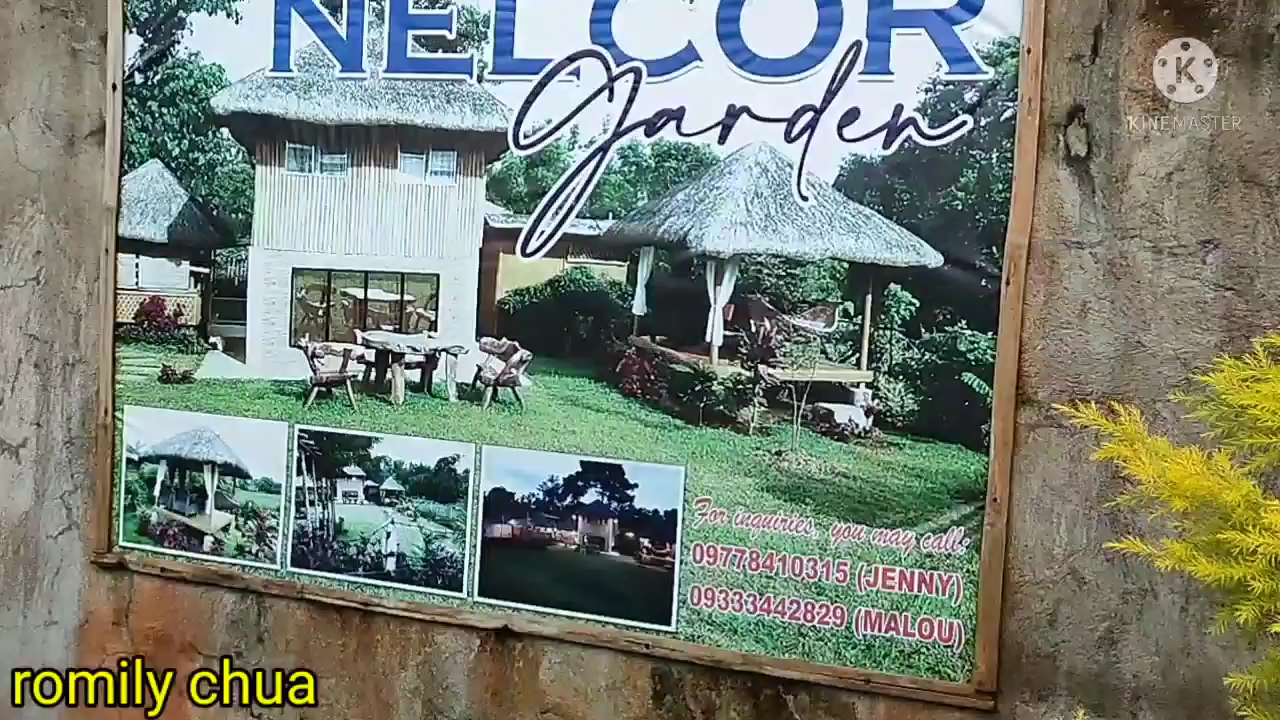 NELCOR
Garden
K
KINEMASTER
For inquiries, you may call:
09778410315 (JENNY)
09333442829 (MALOU)
romily chua